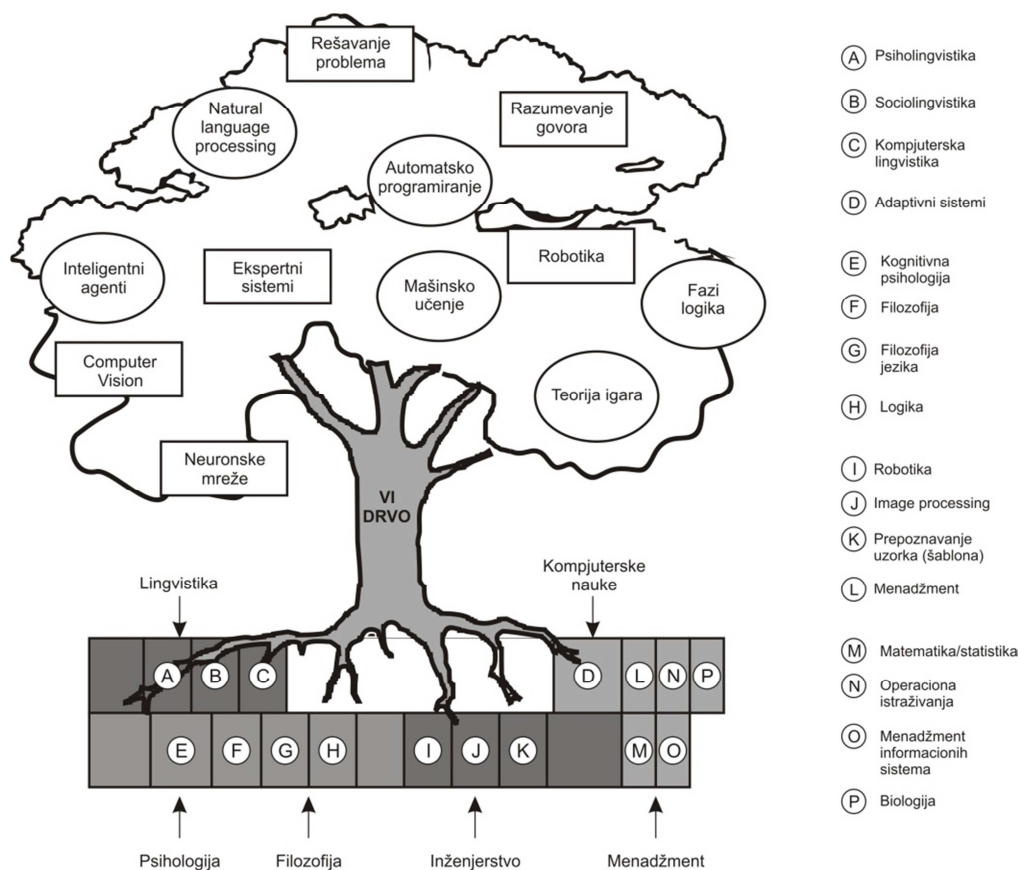 Rešavanje
problema
Natural
language
processing
Razumevanje
govora
Automatsko
programiranje
Inteligentni
agenti
Ekspertni
sistemi
Mašinsko
učenje
Robotika
Fazi
logika
Computer
Vision
Teorija igara
Neuronske
mreže
VI
DRVO
Lingvistika
Kompjuterske
nauke
A B C D L N P
E F G H I J K M O
Psihologija
Filozofija
Inženjerstvo
Menadžment
A Psiholingvistika
B Sociolingvistika
C Kompjuterska
lingvistika
D Adaptivni sistemi
E Kognitivna
psihologija
F Filozofija
G Filozofija
jezika
H Logika
I Robotika
J Image processing
K Prepoznavanje
uzorka (šablona)
L Menadžment
M Matematika/statistika
N Operaciona
istraživanja
O Menadžment
informacionih
sistema
P Biologija